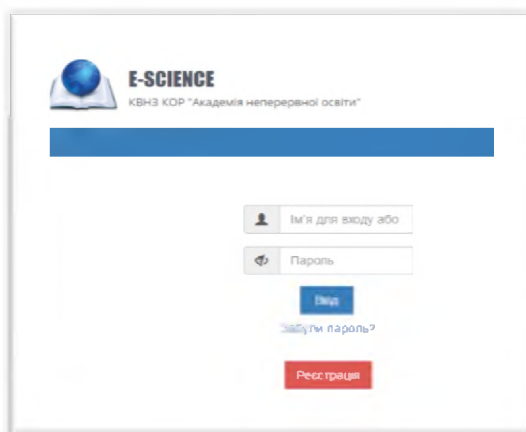 E-SCIENCE
КВНЗ КОР "Академія неперервної освіти"
Ім'я для входу або
Пароль
Вхід
Забули пароль?
Реєстрація